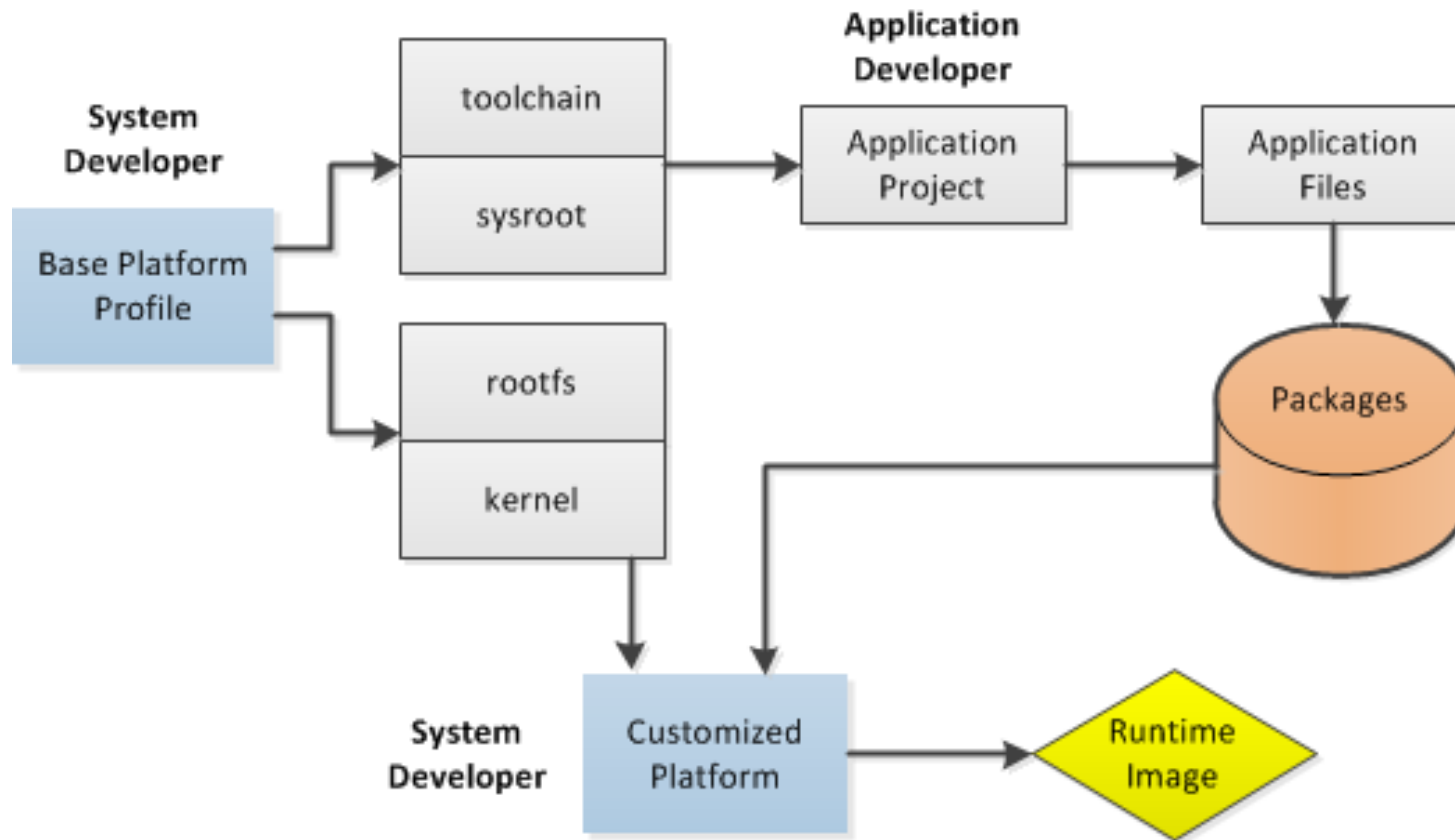 Application
Developer
System
Developer
toolchain
sysroot
Application
Project
Application
Files
Base Platform
Profile
rootfs
kernel
Packages
System
Developer
Customized
Platform
Runtime
Image